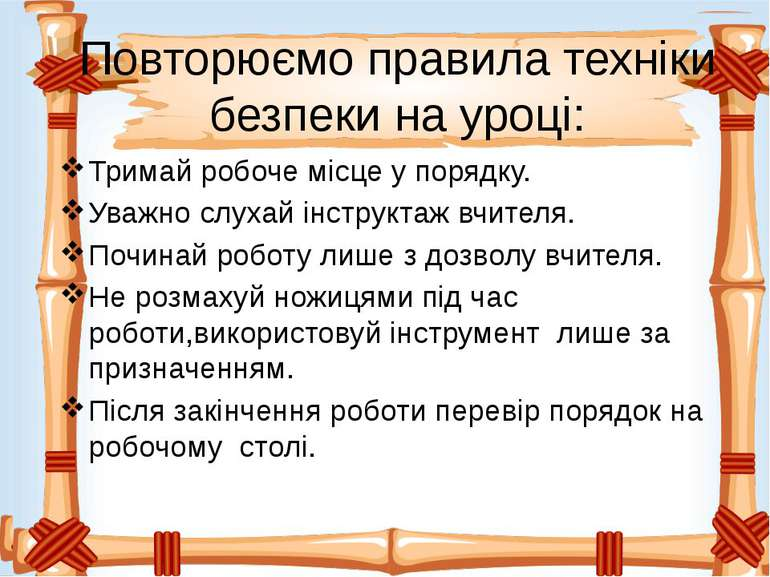 Повторюємо правила техніки
безпеки на уроці:
❖Тримай робоче місце у порядку.
❖Уважно слухай інструктаж вчителя.
❖Починай роботу лише з дозволу вчителя.
❖Не розмахуй ножицями під час
роботи,використовуй інструмент  лише за
призначенням.
❖Після закінчення роботи перевір порядок на
робочому  столі.